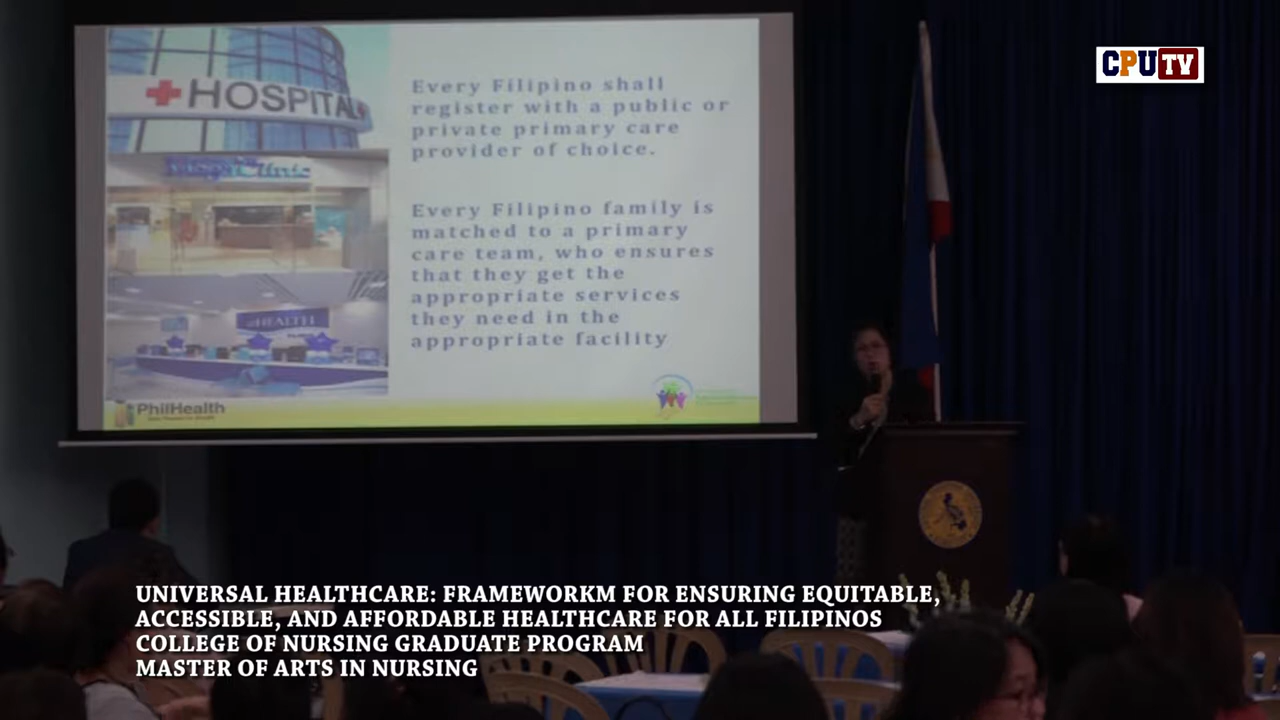 CPUTV
HOSPITAL
Every Filipino shall
register with a public or
private primary care
provider of choice.
Every Filipino family is
matched to a primary
care team, who ensures
that they get the
appropriate services
they need in the
appropriate facility
PhilHealth
UNIVERSAL HEALTHCARE: FRAMEWORKM FOR ENSURING EQUITABLE,
ACCESSIBLE, AND AFFORDABLE HEALTHCARE FOR ALL FILIPINOS
COLLEGE OF NURSING GRADUATE PROGRAM
MASTER OF ARTS IN NURSING